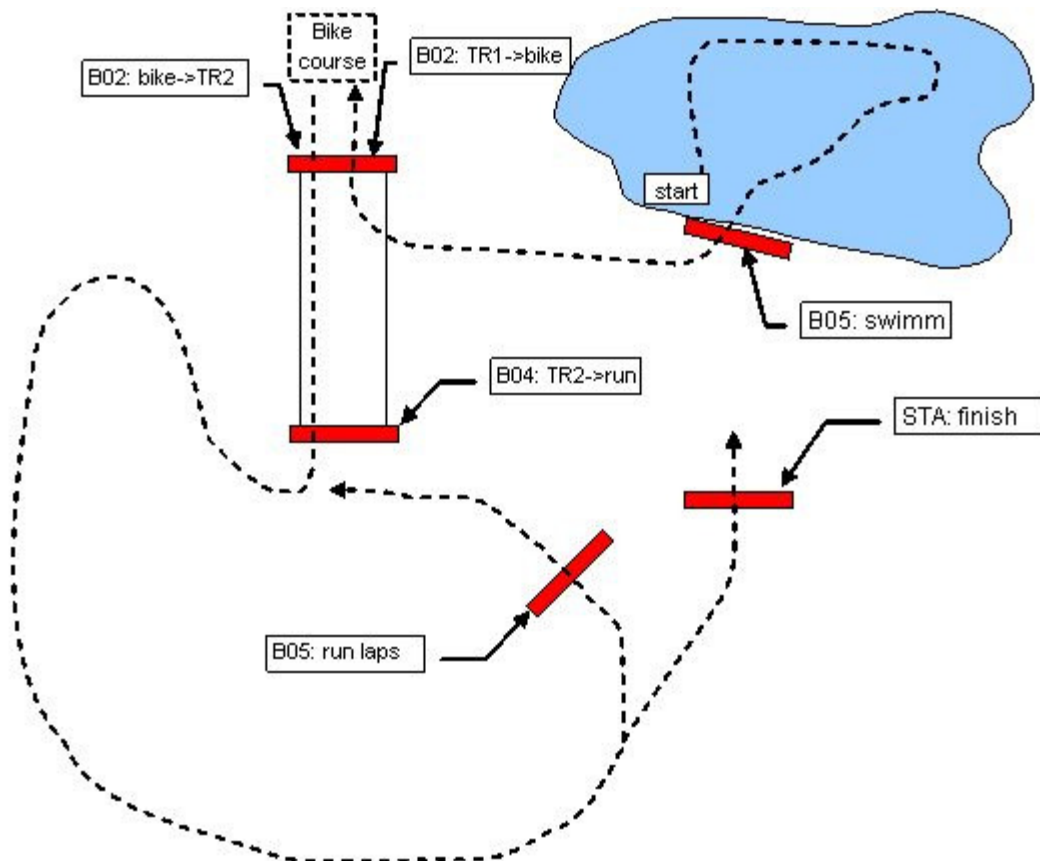 Bike
course
B02: bike->TR2
B02: TR1->bike
start
B05: swimm
B04: TR2->run
STA: finish
B05: run laps